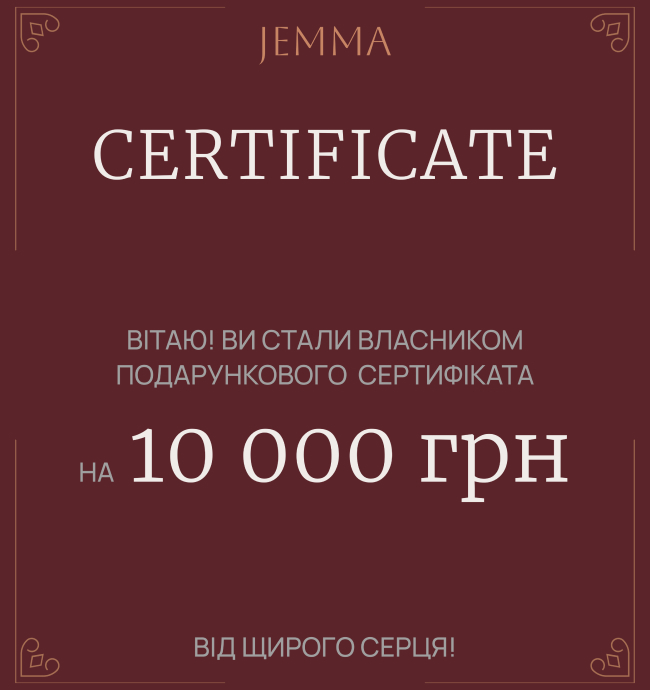 JEMMA
CERTIFICATE
ВІТАЮ! ВИ СТАЛИ ВЛАСНИКОМ
ПОДАРУНКОВОГО СЕРТИФІКАТА
НА 10 000 грн
ВІД ЩИРОГО СЕРЦЯ!